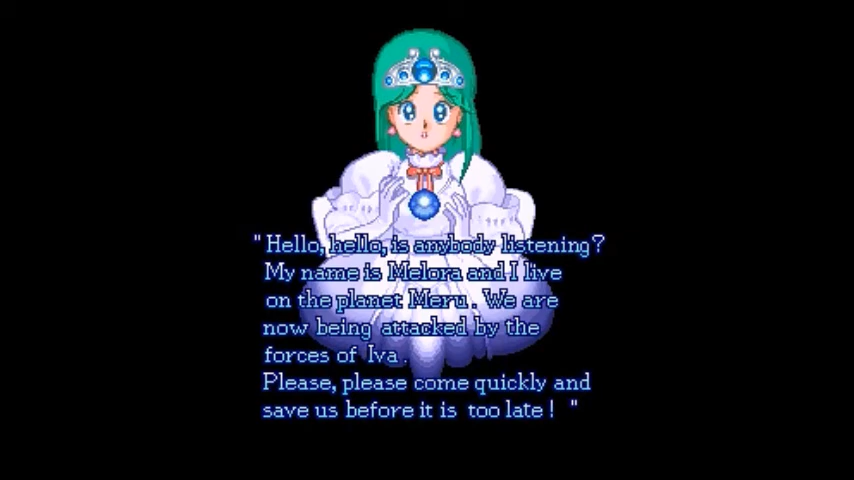 "Hello, hello, is anybody listening?
My name is Melora and I live
on the planet Meru. We are
now being attacked by the
forces of Iva.
Please, please come quickly and
save us before it is too late! "